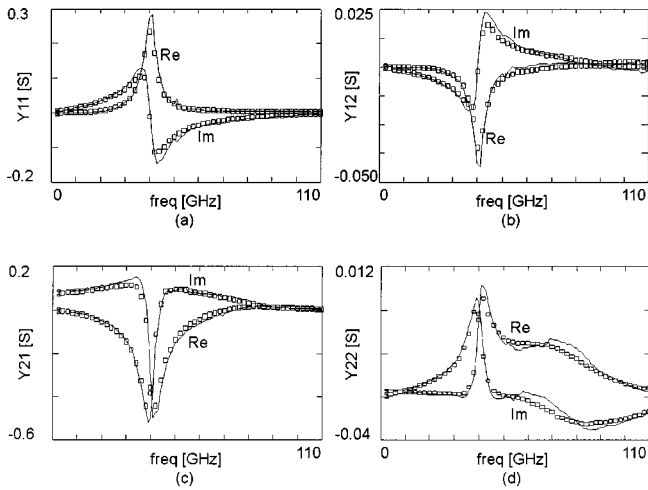 0.3
Y11 [S]
Re
Im
-0.2
0
110
freq [GHz]
(a)
0.025
Y12 [S]
Im
Re
-0.050
0
110
freq [GHz]
(b)
0.2
Y21 [S]
Im
Re
-0.6
0
110
freq [GHz]
(c)
0.012
Y22 [S]
Re
Im
-0.04
0
110
freq [GHz]
(d)